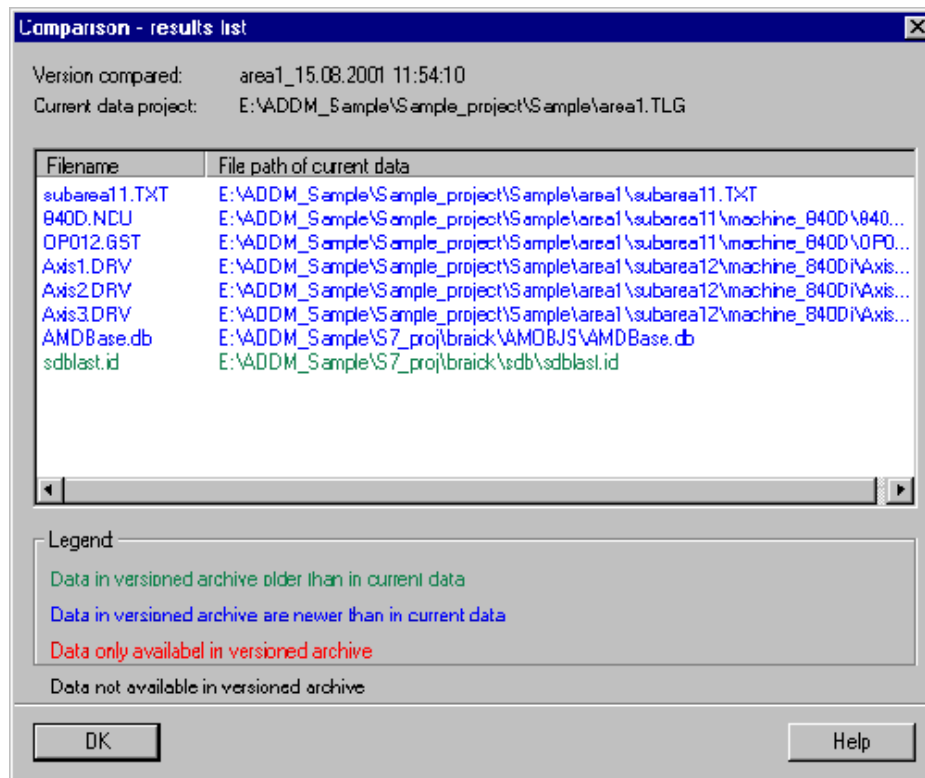 Comparison - results list
Version compared: area1_15.08.2001 11:54:10
Current data project: E:\ADDM_Sample\Sample_project\Sample\area1.TLG
Filename File path of current data
subarea11.TXT E:\ADDM_Sample\Sample_project\Sample\area1\subarea11.TXT
840D.NCU E:\ADDM_Sample\Sample_project\Sample\area1\subarea11\machine_840D\840...
OP012.GST E:\ADDM_Sample\Sample_project\Sample\area1\subarea11\machine_840D\OP0...
Axis1.DRV E:\ADDM_Sample\Sample_project\Sample\area1\subarea12\machine_840Di\Axis...
Axis2.DRV E:\ADDM_Sample\Sample_project\Sample\area1\subarea12\machine_840Di\Axis...
Axis3.DRV E:\ADDM_Sample\Sample_project\Sample\area1\subarea12\machine_840Di\Axis...
AMDBase.db E:\ADDM_Sample\S7_proj\braick\AMOBJS\AMDBase.db
sdblast.id E:\ADDM_Sample\S7_proj\braick\sdb\sdblast.id
Legend:
Data in versioned archive older than in current data
Data in versioned archive are newer than in current data
Data only availabel in versioned archive
Data not available in versioned archive
OK Help